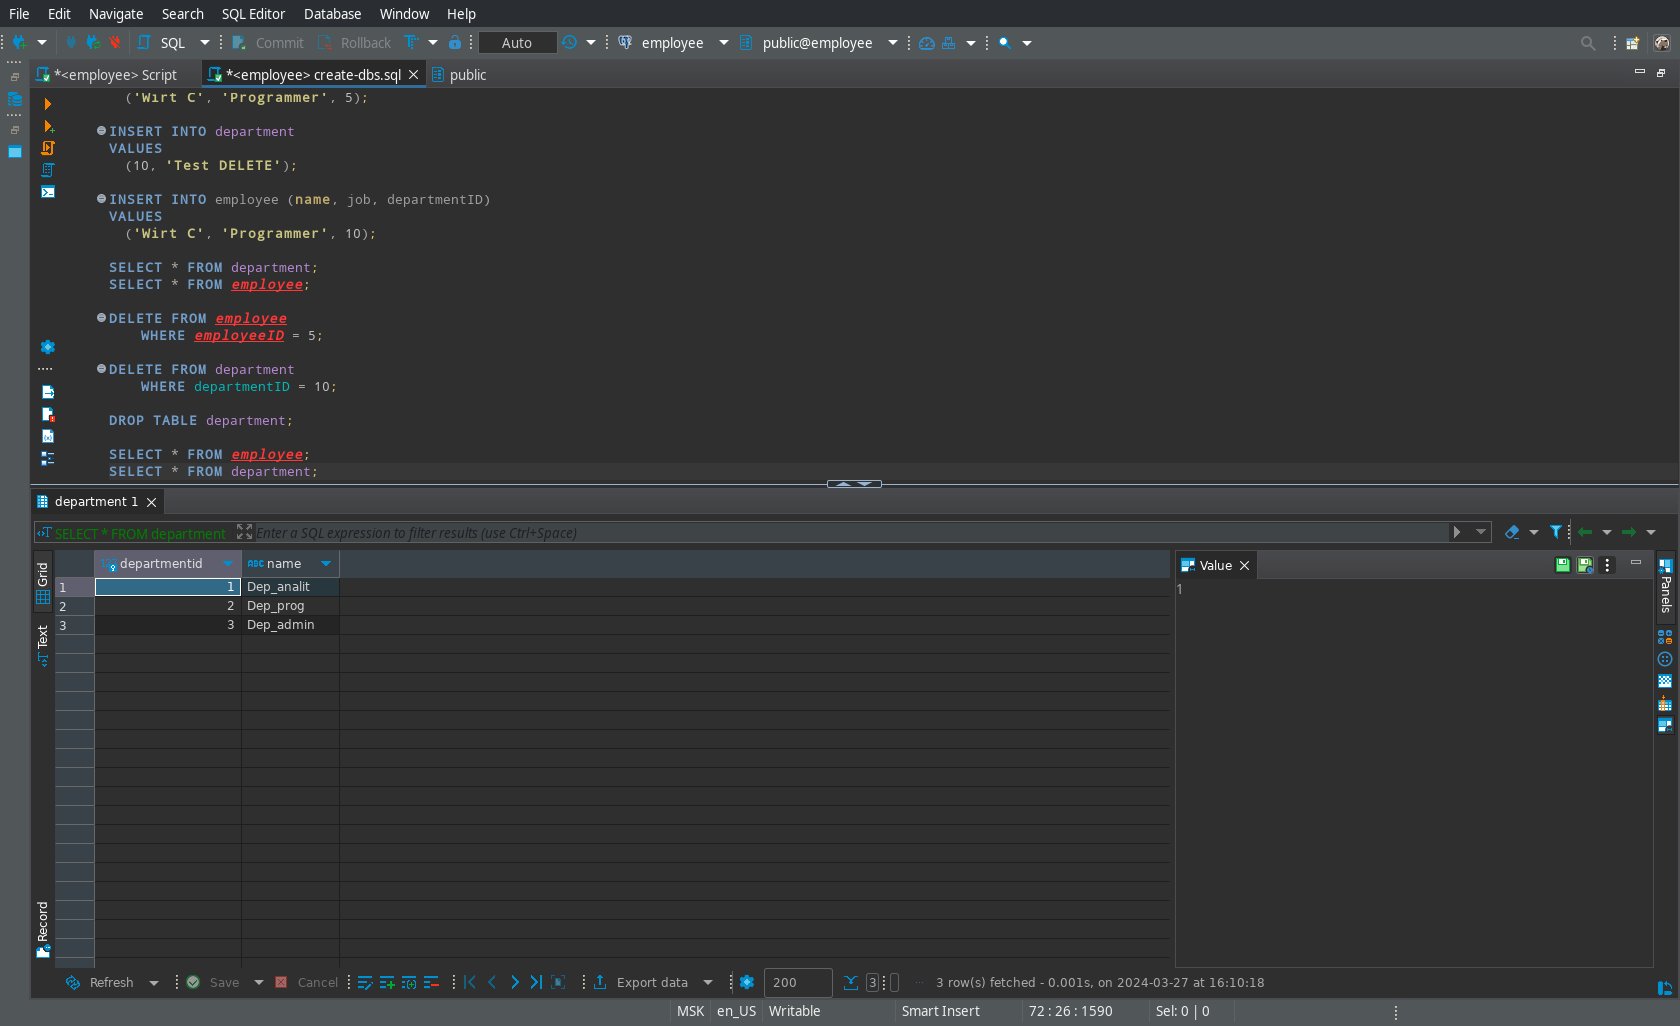 File Edit Navigate Search SQL Editor Database Window Help
SQL Commit Rollback Auto employee public@employee
*<employee> Script *<employee> create-dbs.sql public
('Wirt C', 'Programmer', 5);
INSERT INTO department
VALUES
(10, 'Test DELETE');
INSERT INTO employee (name, job, departmentID)
VALUES
('Wirt C', 'Programmer', 10);
SELECT * FROM department;
SELECT * FROM employee;
DELETE FROM employee
WHERE employeeID = 5;
DELETE FROM department
WHERE departmentID = 10;
DROP TABLE department;
SELECT * FROM employee;
SELECT * FROM department;
department 1
SELECT * FROM department Enter a SQL expression to filter results (use Ctrl+Space)
Grid
Text
Record
123 departmentid ABC name
1 1 Dep_analit
2 2 Dep_prog
3 3 Dep_admin
Value
1
Panels
Refresh Save Cancel Export data 200 3 3 row(s) fetched - 0.001s, on 2024-03-27 at 16:10:18
MSK en_US Writable Smart Insert 72 : 26 : 1590 Sel: 0 | 0